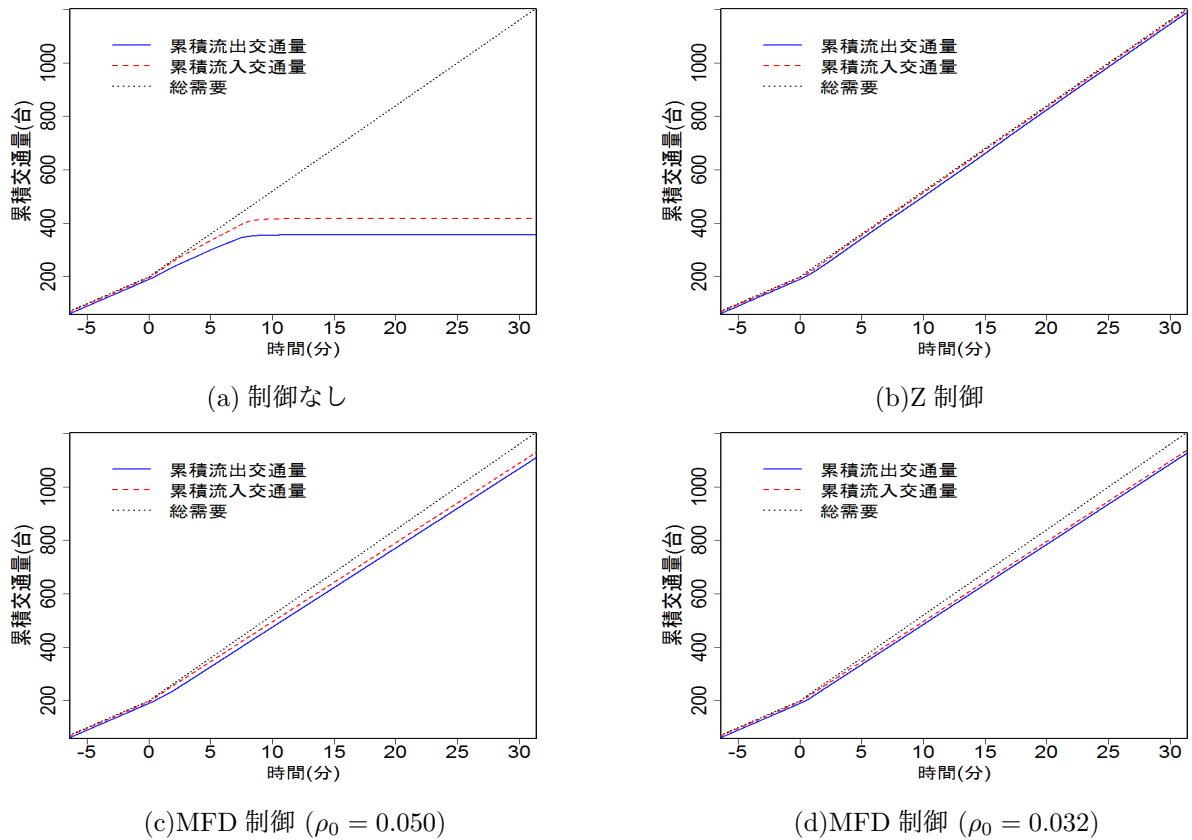 累積流出交通量
累積流入交通量
総需要
累積交通量(台)
200 400 600 800 1000
-5 0 5 10 15 20 25 30
時間(分)
(a) 制御なし
累積流出交通量
累積流入交通量
総需要
累積交通量(台)
200 400 600 800 1000
-5 0 5 10 15 20 25 30
時間(分)
(b)Z 制御
累積流出交通量
累積流入交通量
総需要
累積交通量(台)
200 400 600 800 1000
-5 0 5 10 15 20 25 30
時間(分)
(c)MFD 制御 (ρ₀ = 0.050)
累積流出交通量
累積流入交通量
総需要
累積交通量(台)
200 400 600 800 1000
-5 0 5 10 15 20 25 30
時間(分)
(d)MFD 制御 (ρ₀ = 0.032)